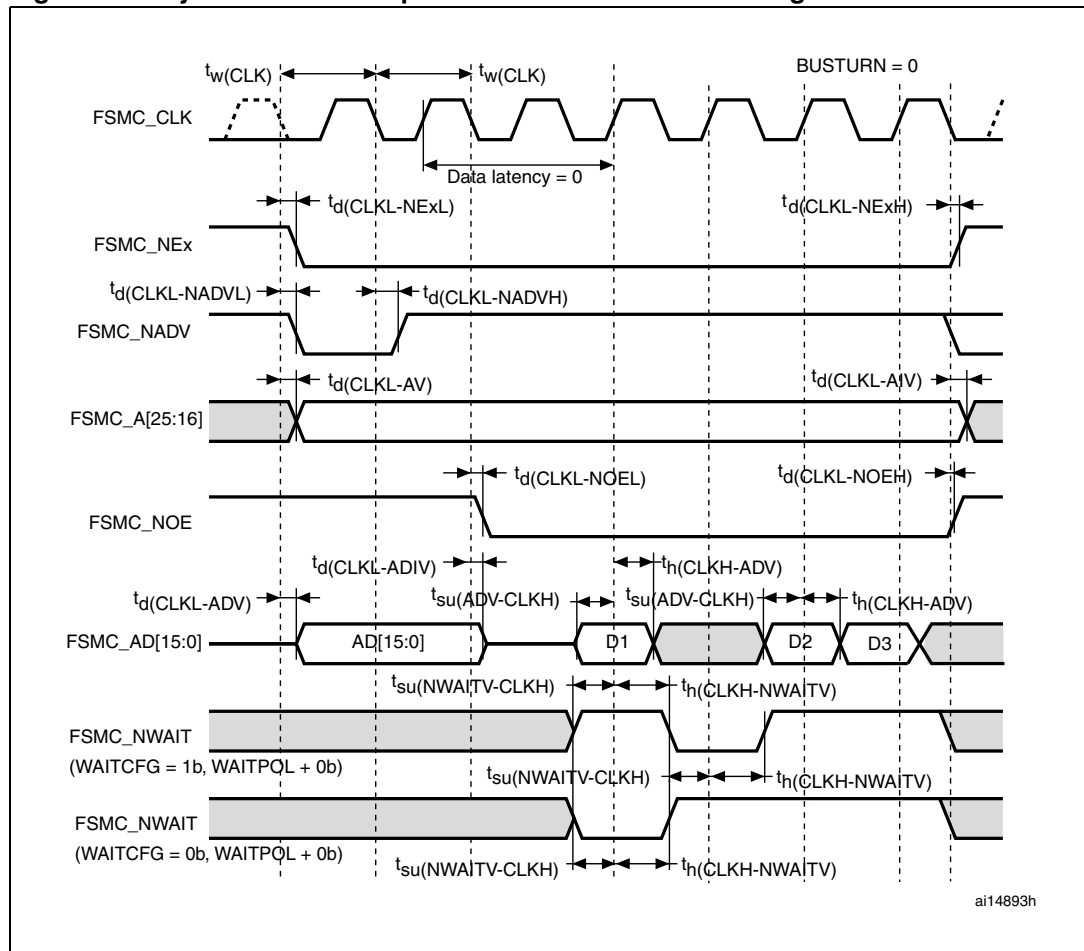 tw(CLK) tw(CLK) BUSTURN = 0
FSMC_CLK
Data latency = 0
td(CLKL-NExL) td(CLKL-NExH)
FSMC_NEx
td(CLKL-NADVL) td(CLKL-NADVH)
FSMC_NADV
td(CLKL-AV) td(CLKL-AIV)
FSMC_A[25:16]
td(CLKL-NOEL) td(CLKL-NOEH)
FSMC_NOE
td(CLKL-ADIV) th(CLKH-ADV)
td(CLKL-ADV) tsu(ADV-CLKH) tsu(ADV-CLKH) th(CLKH-ADV)
FSMC_AD[15:0] AD[15:0] D1 D2 D3
tsu(NWAITV-CLKH) th(CLKH-NWAITV)
FSMC_NWAIT
(WAITCFG = 1b, WAITPOL + 0b)
tsu(NWAITV-CLKH) th(CLKH-NWAITV)
FSMC_NWAIT
(WAITCFG = 0b, WAITPOL + 0b)
tsu(NWAITV-CLKH) th(CLKH-NWAITV)
ai14893h